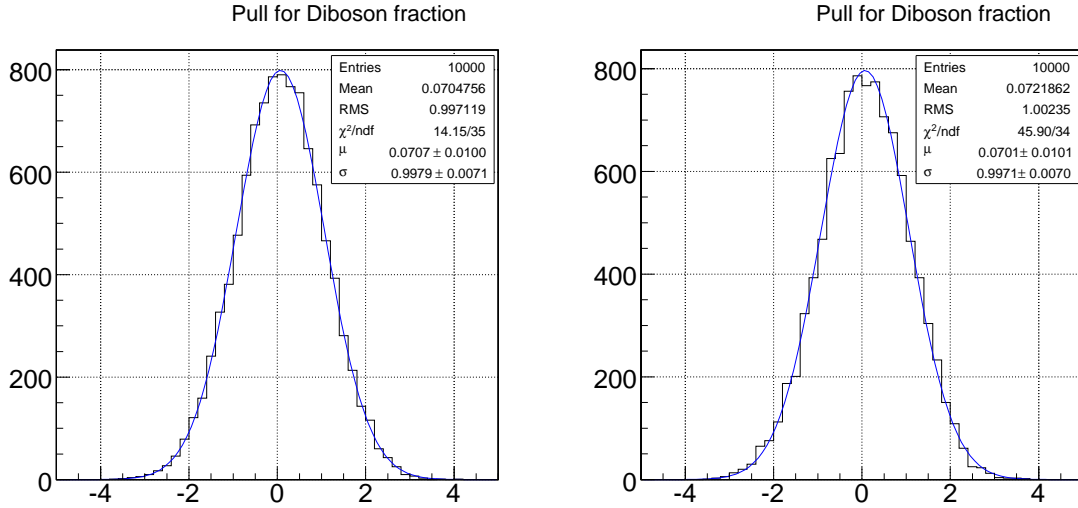 Pull for Diboson fraction
Entries 10000
Mean 0.0704756
RMS 0.997119
χ²/ndf 14.15/35
μ 0.0707 ± 0.0100
σ 0.9979 ± 0.0071
800
600
400
200
0
-4 -2 0 2 4
Pull for Diboson fraction
Entries 10000
Mean 0.0721862
RMS 1.00235
χ²/ndf 45.90/34
μ 0.0701 ± 0.0101
σ 0.9971 ± 0.0070
800
600
400
200
0
-4 -2 0 2 4